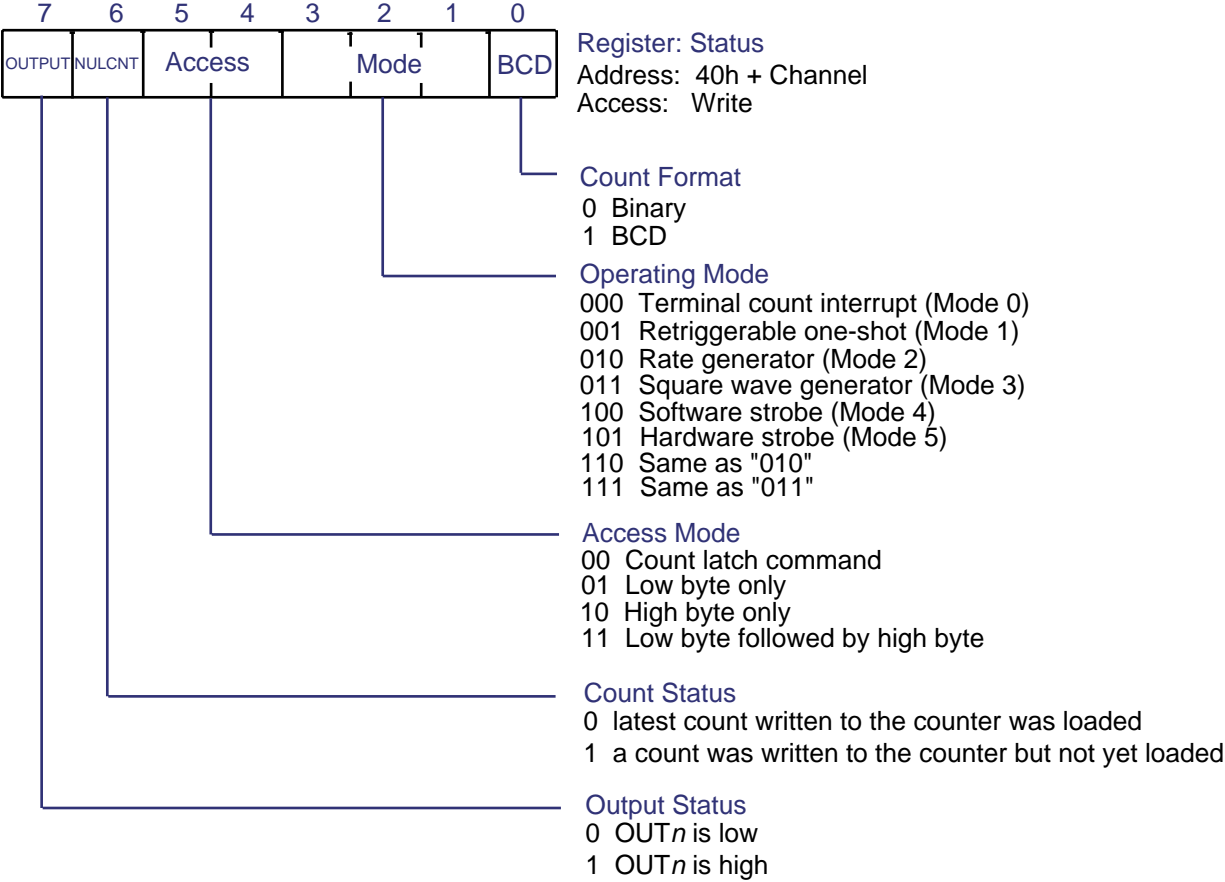 7 6 5 4 3 2 1 0
OUTPUT NULCNT Access Mode BCD
Register: Status
Address: 40h + Channel
Access: Write
Count Format
0 Binary
1 BCD
Operating Mode
000 Terminal count interrupt (Mode 0)
001 Retriggerable one-shot (Mode 1)
010 Rate generator (Mode 2)
011 Square wave generator (Mode 3)
100 Software strobe (Mode 4)
101 Hardware strobe (Mode 5)
110 Same as "010"
111 Same as "011"
Access Mode
00 Count latch command
01 Low byte only
10 High byte only
11 Low byte followed by high byte
Count Status
0 latest count written to the counter was loaded
1 a count was written to the counter but not yet loaded
Output Status
0 OUTn is low
1 OUTn is high